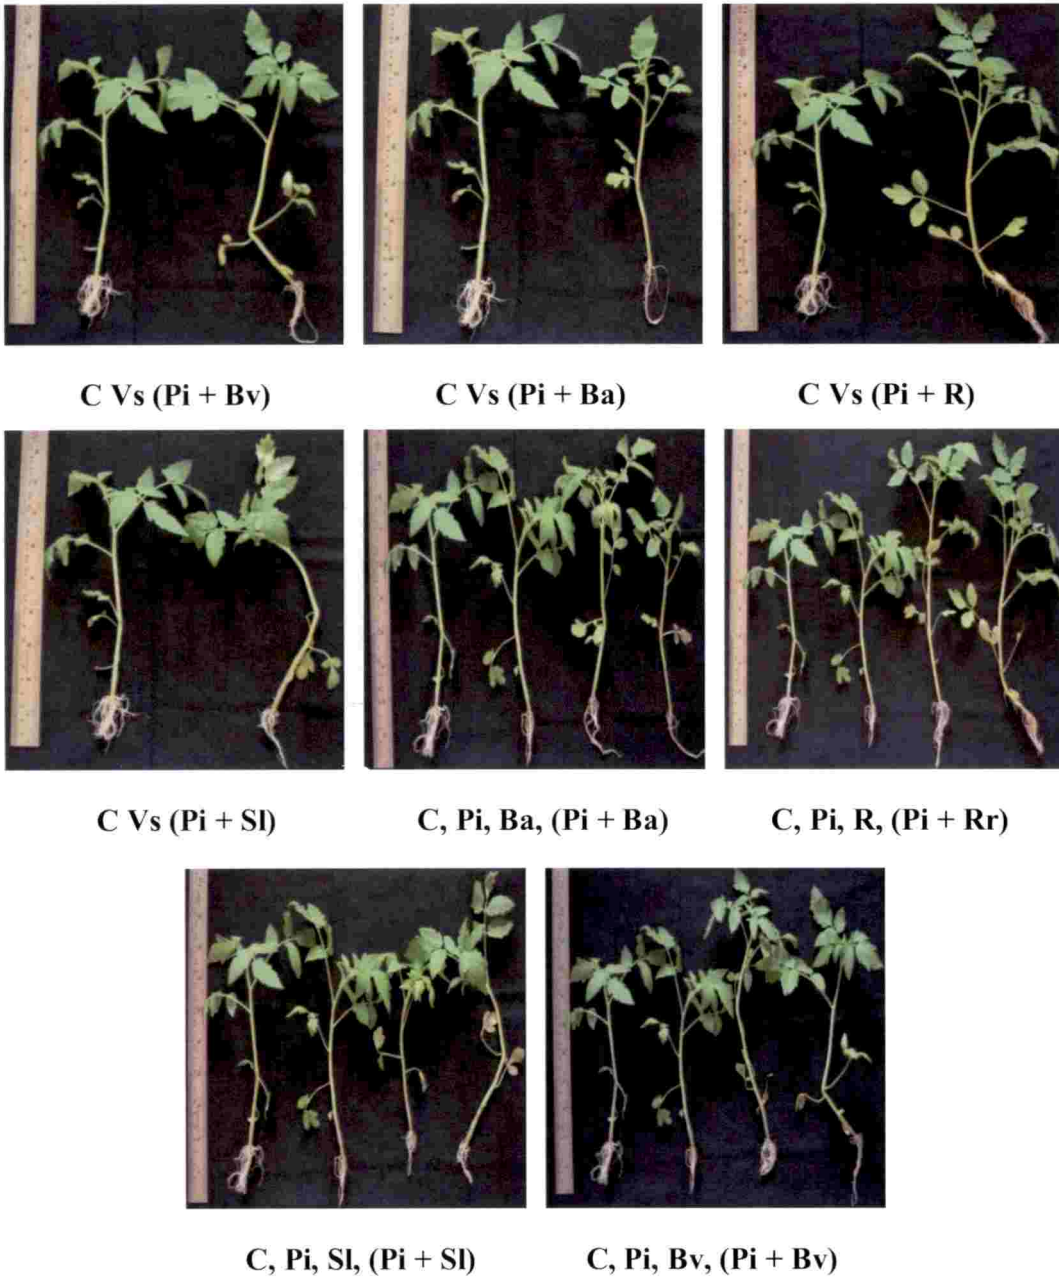 C Vs (Pi + Bv)
C Vs (Pi + Ba)
C Vs (Pi + R)
C Vs (Pi + Sl)
C, Pi, Ba, (Pi + Ba)
C, Pi, R, (Pi + Rr)
C, Pi, Sl, (Pi + Sl)
C, Pi, Bv, (Pi + Bv)